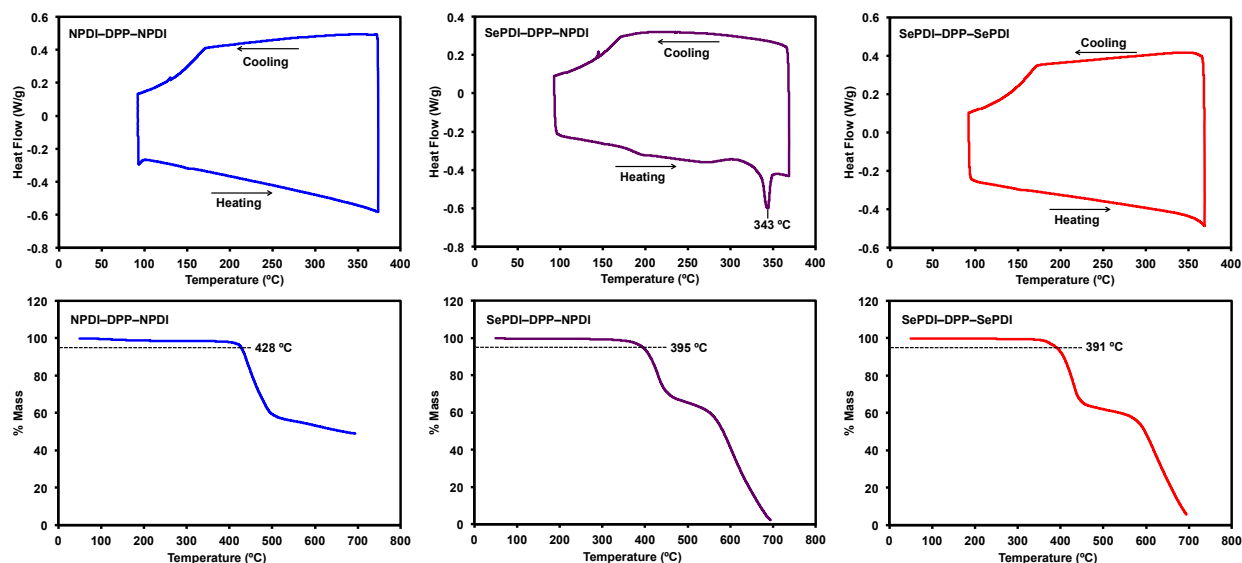 NPDI–DPP–NPDI
Cooling
Heating
Heat Flow (W/g)
0.6
0.4
0.2
0
-0.2
-0.4
-0.6
-0.8
0 50 100 150 200 250 300 350 400
Temperature (ºC)
SePDI–DPP–NPDI
Cooling
Heating
343 ºC
Heat Flow (W/g)
0.4
0.2
0
-0.2
-0.4
-0.6
-0.8
0 50 100 150 200 250 300 350 400
Temperature (ºC)
SePDI–DPP–SePDI
Cooling
Heating
Heat Flow (W/g)
0.6
0.4
0.2
0.0
-0.2
-0.4
-0.6
0 50 100 150 200 250 300 350 400
Temperature (ºC)
NPDI–DPP–NPDI
428 ºC
% Mass
120
100
80
60
40
20
0
0 100 200 300 400 500 600 700 800
Temperature (ºC)
SePDI–DPP–NPDI
395 ºC
% Mass
120
100
80
60
40
20
0
0 100 200 300 400 500 600 700 800
Temperature (ºC)
SePDI–DPP–SePDI
391 ºC
% Mass
120
100
80
60
40
20
0
0 100 200 300 400 500 600 700 800
Temperature (ºC)